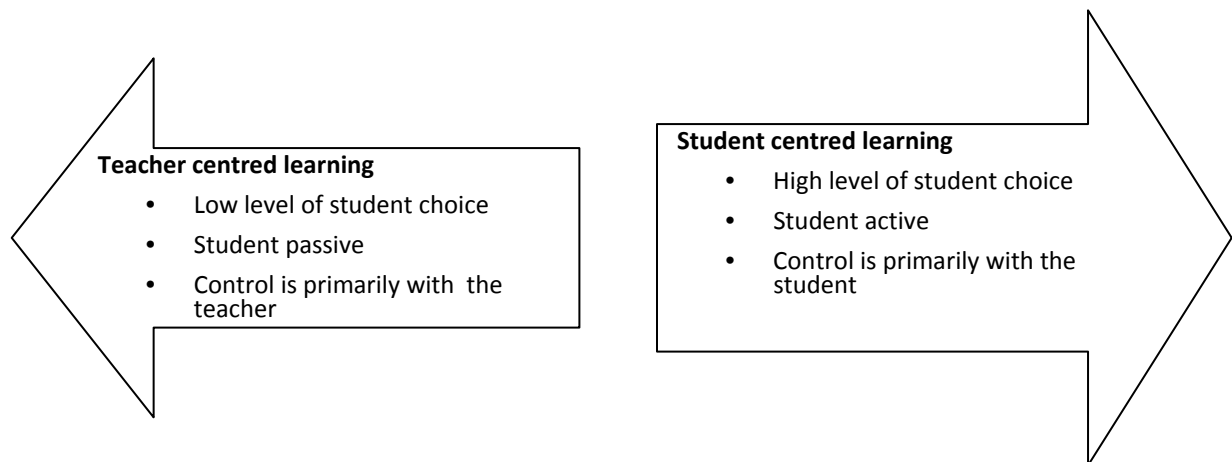 Teacher centred learning
• Low level of student choice
• Student passive
• Control is primarily with the
teacher
Student centred learning
• High level of student choice
• Student active
• Control is primarily with the
student